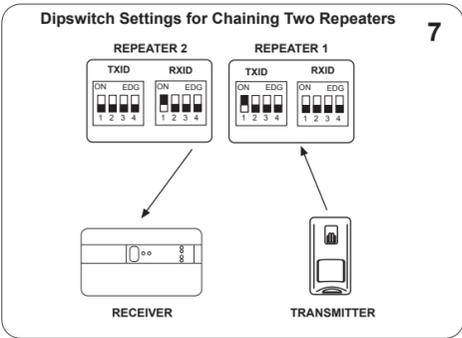 Dipswitch Settings for Chaining Two Repeaters
7
REPEATER 2 REPEATER 1
TXID RXID TXID RXID
ON EDG ON EDG ON EDG ON EDG
1 2 3 4 1 2 3 4 1 2 3 4 1 2 3 4
RECEIVER TRANSMITTER